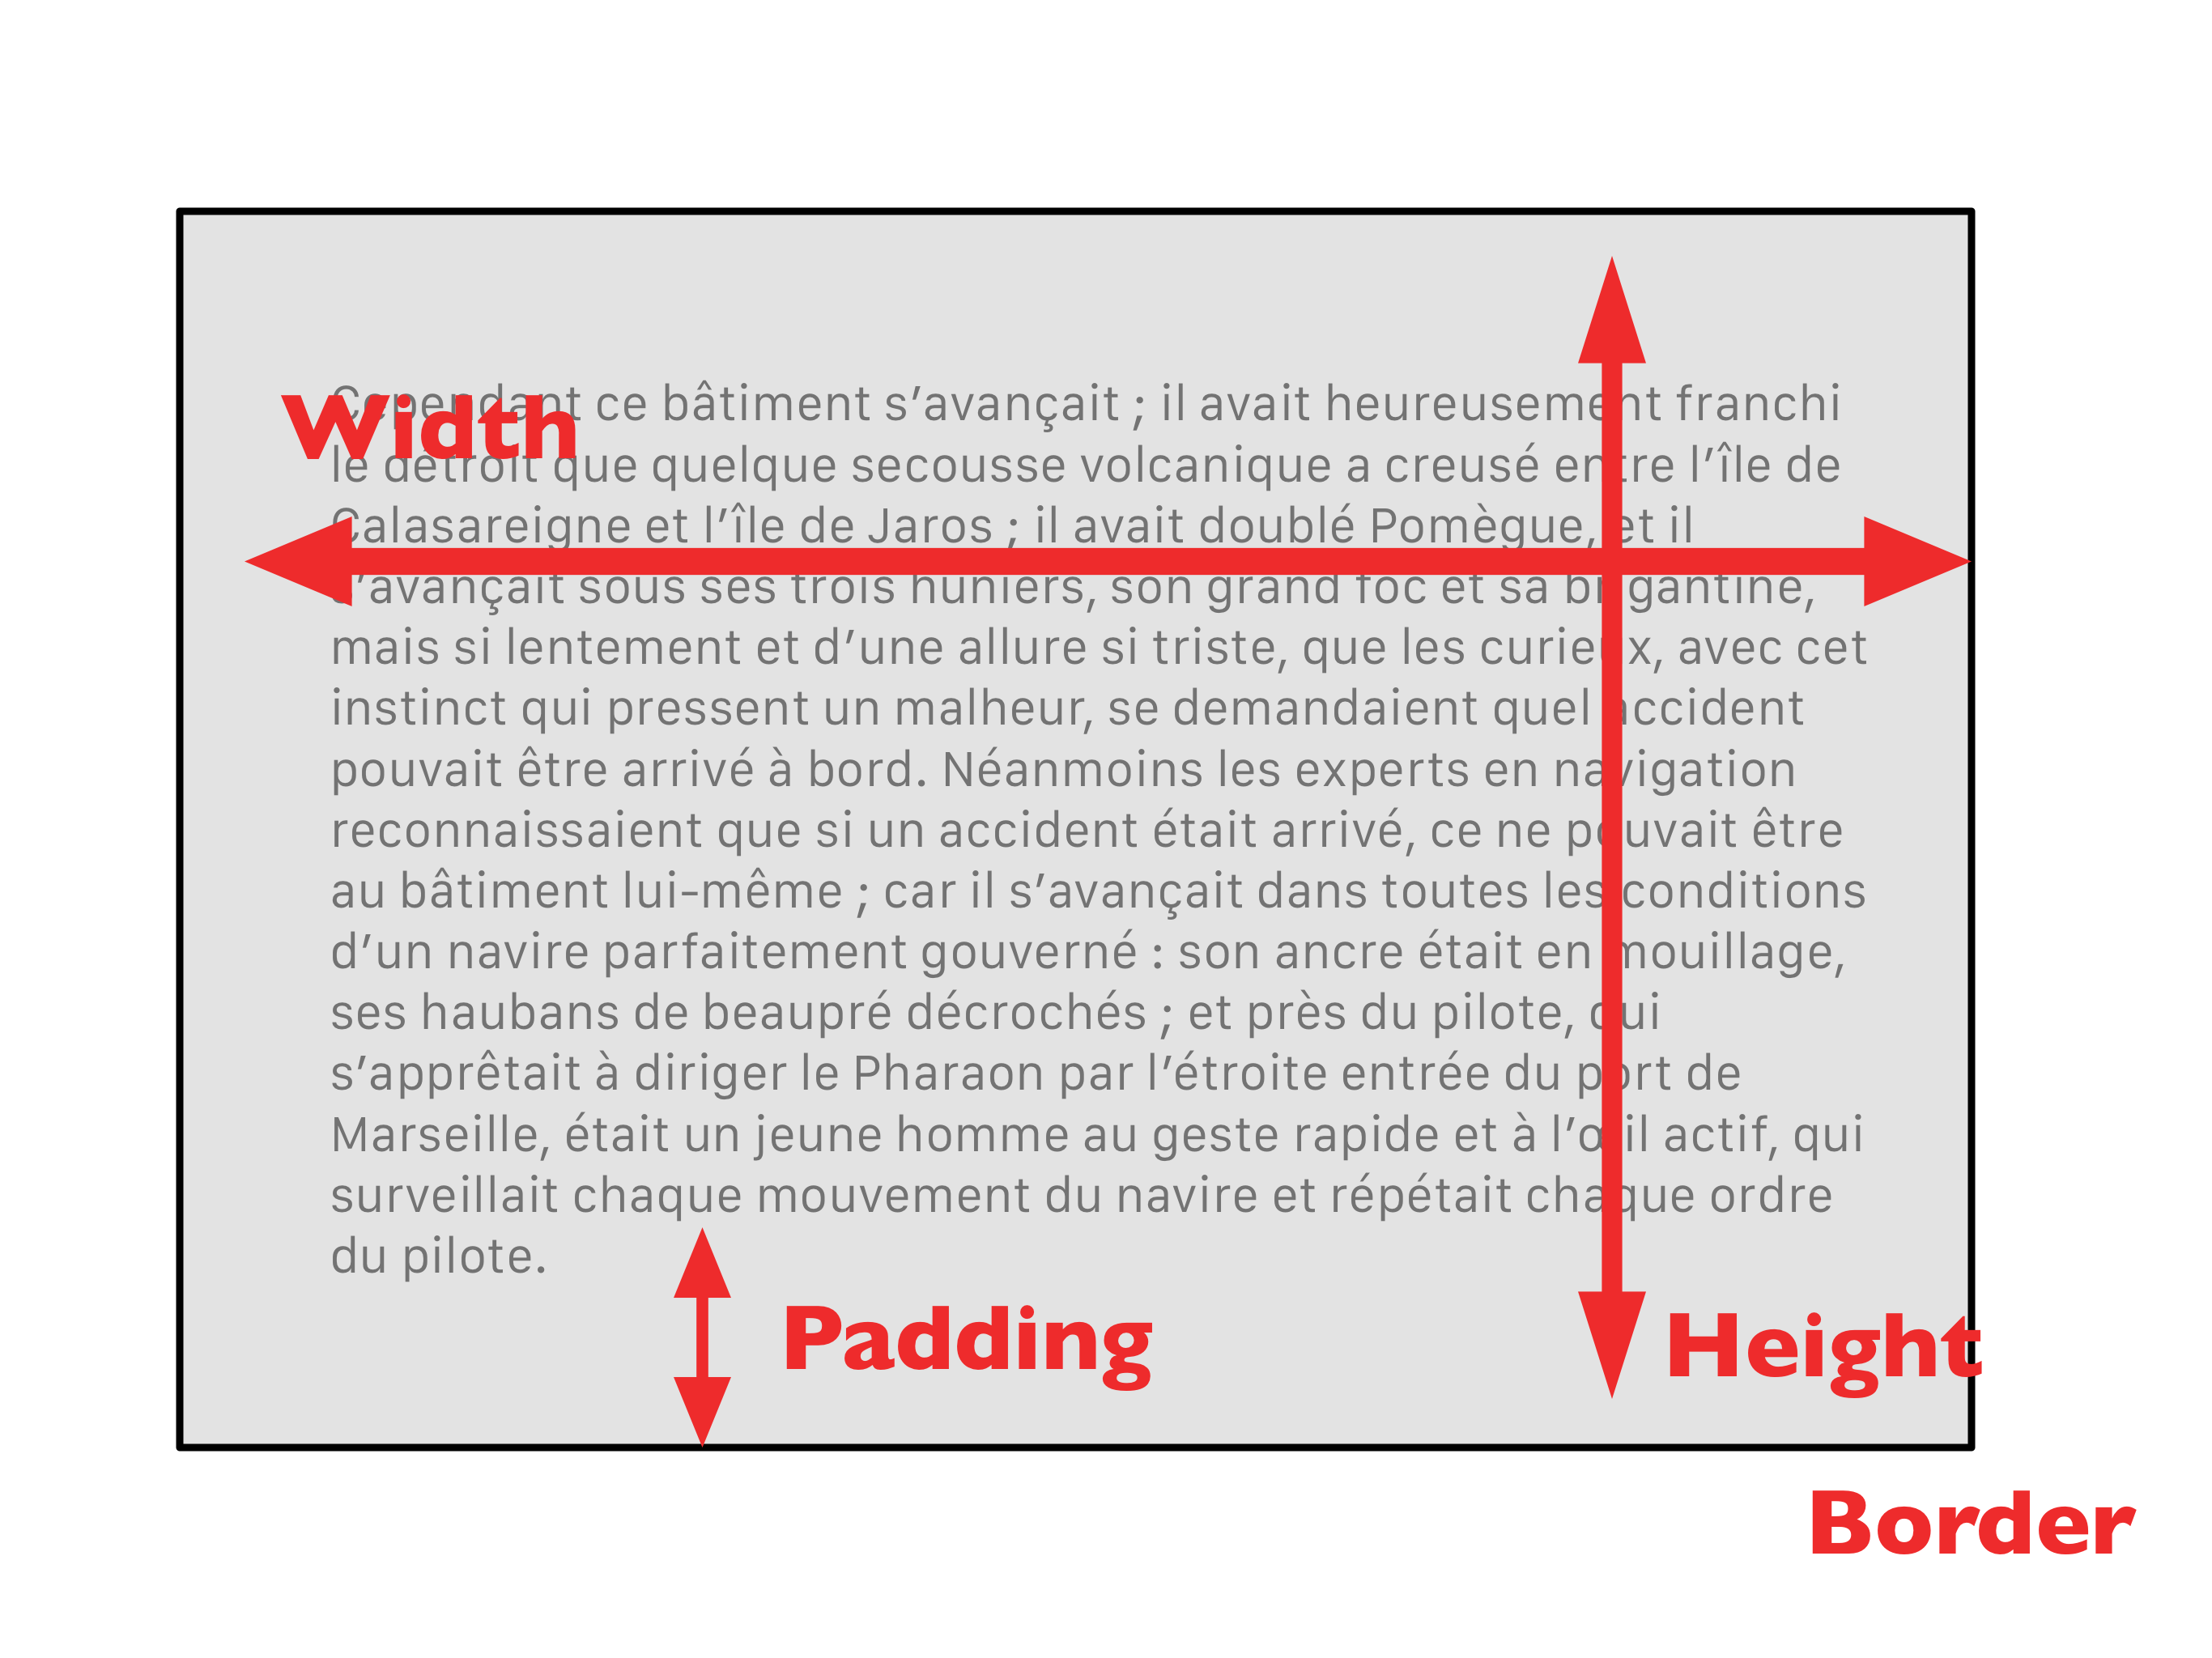 Cependant ce bâtiment s’avançait ; il avait heureusement franchi
Width
le détroit que quelque secousse volcanique a creusé entre l’île de
Calasareigne et l’île de Jaros ; il avait doublé Pomègue, et il
s’avançait sous ses trois huniers, son grand foc et sa brigantine,
mais si lentement et d’une allure si triste, que les curieux, avec cet
instinct qui pressent un malheur, se demandaient quel accident
pouvait être arrivé à bord. Néanmoins les experts en navigation
reconnaissaient que si un accident était arrivé, ce ne pouvait être
au bâtiment lui-même ; car il s’avançait dans toutes les conditions
d’un navire parfaitement gouverné : son ancre était en mouillage,
ses haubans de beaupré décrochés ; et près du pilote, qui
s’apprêtait à diriger le Pharaon par l’étroite entrée du port de
Marseille, était un jeune homme au geste rapide et à l’œil actif, qui
surveillait chaque mouvement du navire et répétait chaque ordre
du pilote.
Padding
Height
Border